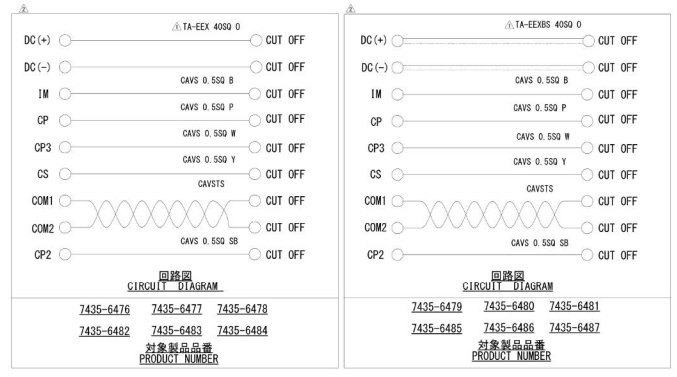 TA-EEX 40SQ O
DC(+) CUT OFF
DC(-) CUT OFF
CAVS 0.5SQ B
IM CUT OFF
CAVS 0.5SQ P
CP CUT OFF
CAVS 0.5SQ W
CP3 CUT OFF
CAVS 0.5SQ Y
CS CUT OFF
CAVSTS
COM1 CUT OFF
COM2 CUT OFF
CAVS 0.5SQ SB
CP2 CUT OFF
回路図
CIRCUIT DIAGRAM
7435-6476 7435-6477 7435-6478
7435-6482 7435-6483 7435-6484
対象製品品番
PRODUCT NUMBER
TA-EEXBS 40SQ O
DC(+) CUT OFF
DC(-) CUT OFF
CAVS 0.5SQ B
IM CUT OFF
CAVS 0.5SQ P
CP CUT OFF
CAVS 0.5SQ W
CP3 CUT OFF
CAVS 0.5SQ Y
CS CUT OFF
CAVSTS
COM1 CUT OFF
COM2 CUT OFF
CAVS 0.5SQ SB
CP2 CUT OFF
回路図
CIRCUIT DIAGRAM
7435-6479 7435-6480 7435-6481
7435-6485 7435-6486 7435-6487
対象製品品番
PRODUCT NUMBER